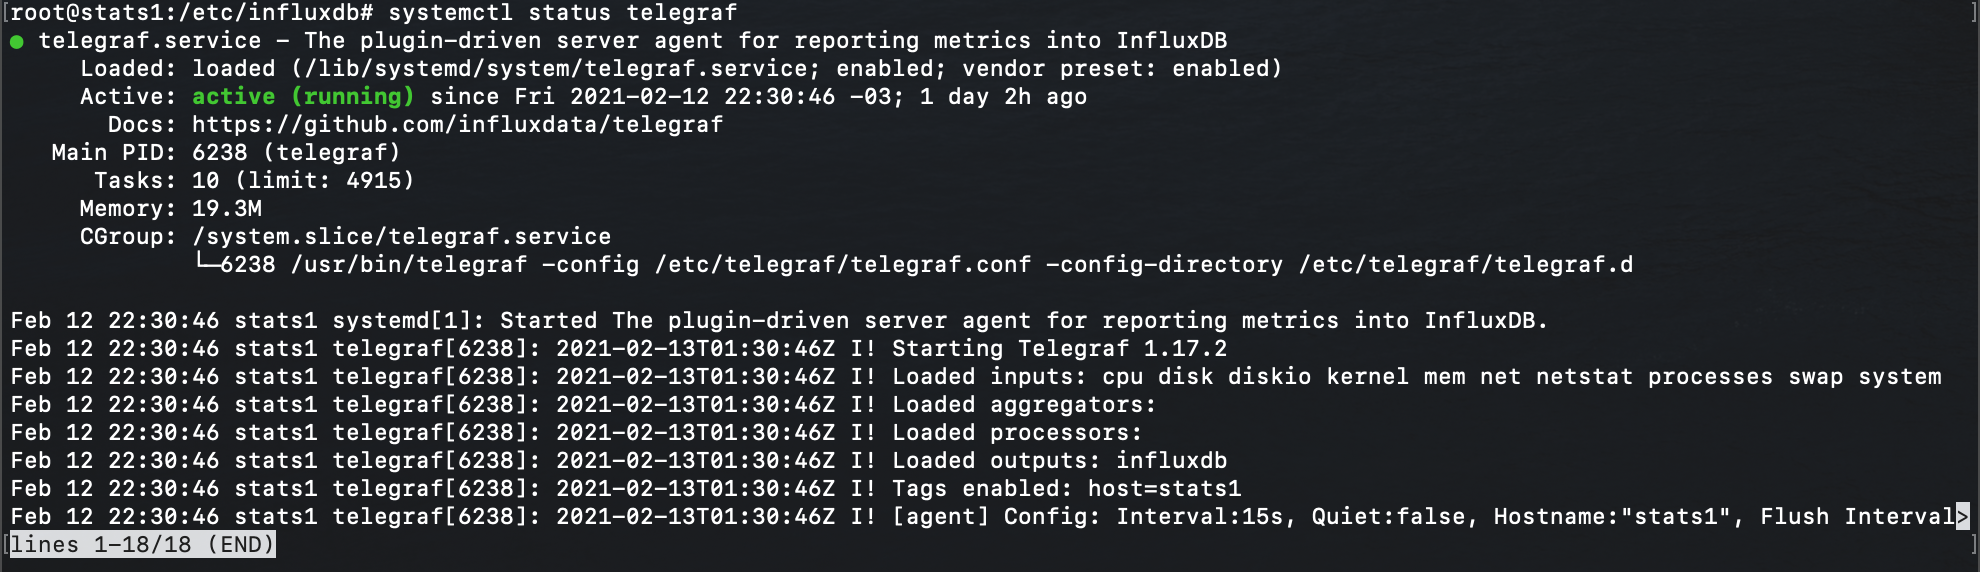 [root@stats1:/etc/influxdb# systemctl status telegraf ]
● telegraf.service - The plugin-driven server agent for reporting metrics into InfluxDB
     Loaded: loaded (/lib/systemd/system/telegraf.service; enabled; vendor preset: enabled)
     Active: active (running) since Fri 2021-02-12 22:30:46 -03; 1 day 2h ago
       Docs: https://github.com/influxdata/telegraf
   Main PID: 6238 (telegraf)
      Tasks: 10 (limit: 4915)
     Memory: 19.3M
     CGroup: /system.slice/telegraf.service
             └─6238 /usr/bin/telegraf -config /etc/telegraf/telegraf.conf -config-directory /etc/telegraf/telegraf.d

Feb 12 22:30:46 stats1 systemd[1]: Started The plugin-driven server agent for reporting metrics into InfluxDB.
Feb 12 22:30:46 stats1 telegraf[6238]: 2021-02-13T01:30:46Z I! Starting Telegraf 1.17.2
Feb 12 22:30:46 stats1 telegraf[6238]: 2021-02-13T01:30:46Z I! Loaded inputs: cpu disk diskio kernel mem net netstat processes swap system
Feb 12 22:30:46 stats1 telegraf[6238]: 2021-02-13T01:30:46Z I! Loaded aggregators:
Feb 12 22:30:46 stats1 telegraf[6238]: 2021-02-13T01:30:46Z I! Loaded processors:
Feb 12 22:30:46 stats1 telegraf[6238]: 2021-02-13T01:30:46Z I! Loaded outputs: influxdb
Feb 12 22:30:46 stats1 telegraf[6238]: 2021-02-13T01:30:46Z I! Tags enabled: host=stats1
Feb 12 22:30:46 stats1 telegraf[6238]: 2021-02-13T01:30:46Z I! [agent] Config: Interval:15s, Quiet:false, Hostname:"stats1", Flush Interval>
[lines 1-18/18 (END) ]